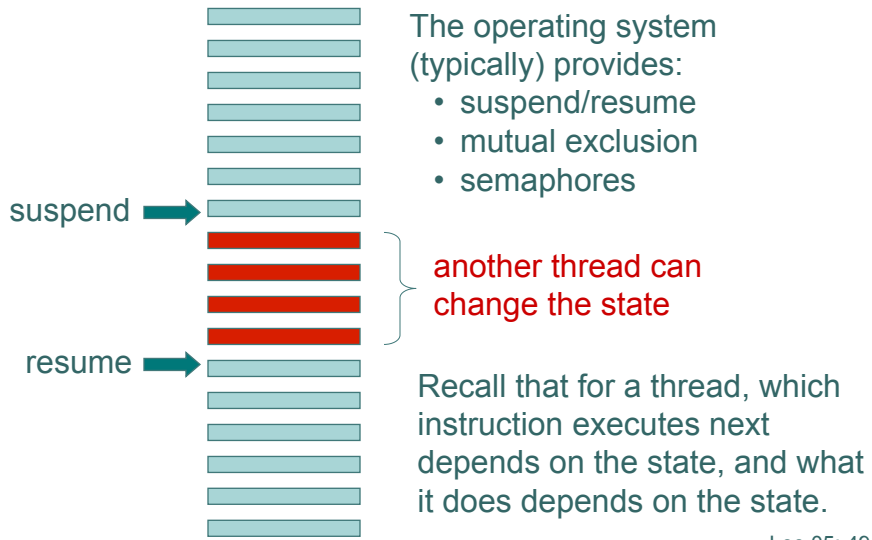 The operating system
(typically) provides:
• suspend/resume
• mutual exclusion
• semaphores
suspend
another thread can
change the state
resume
Recall that for a thread, which
instruction executes next
depends on the state, and what
it does depends on the state.